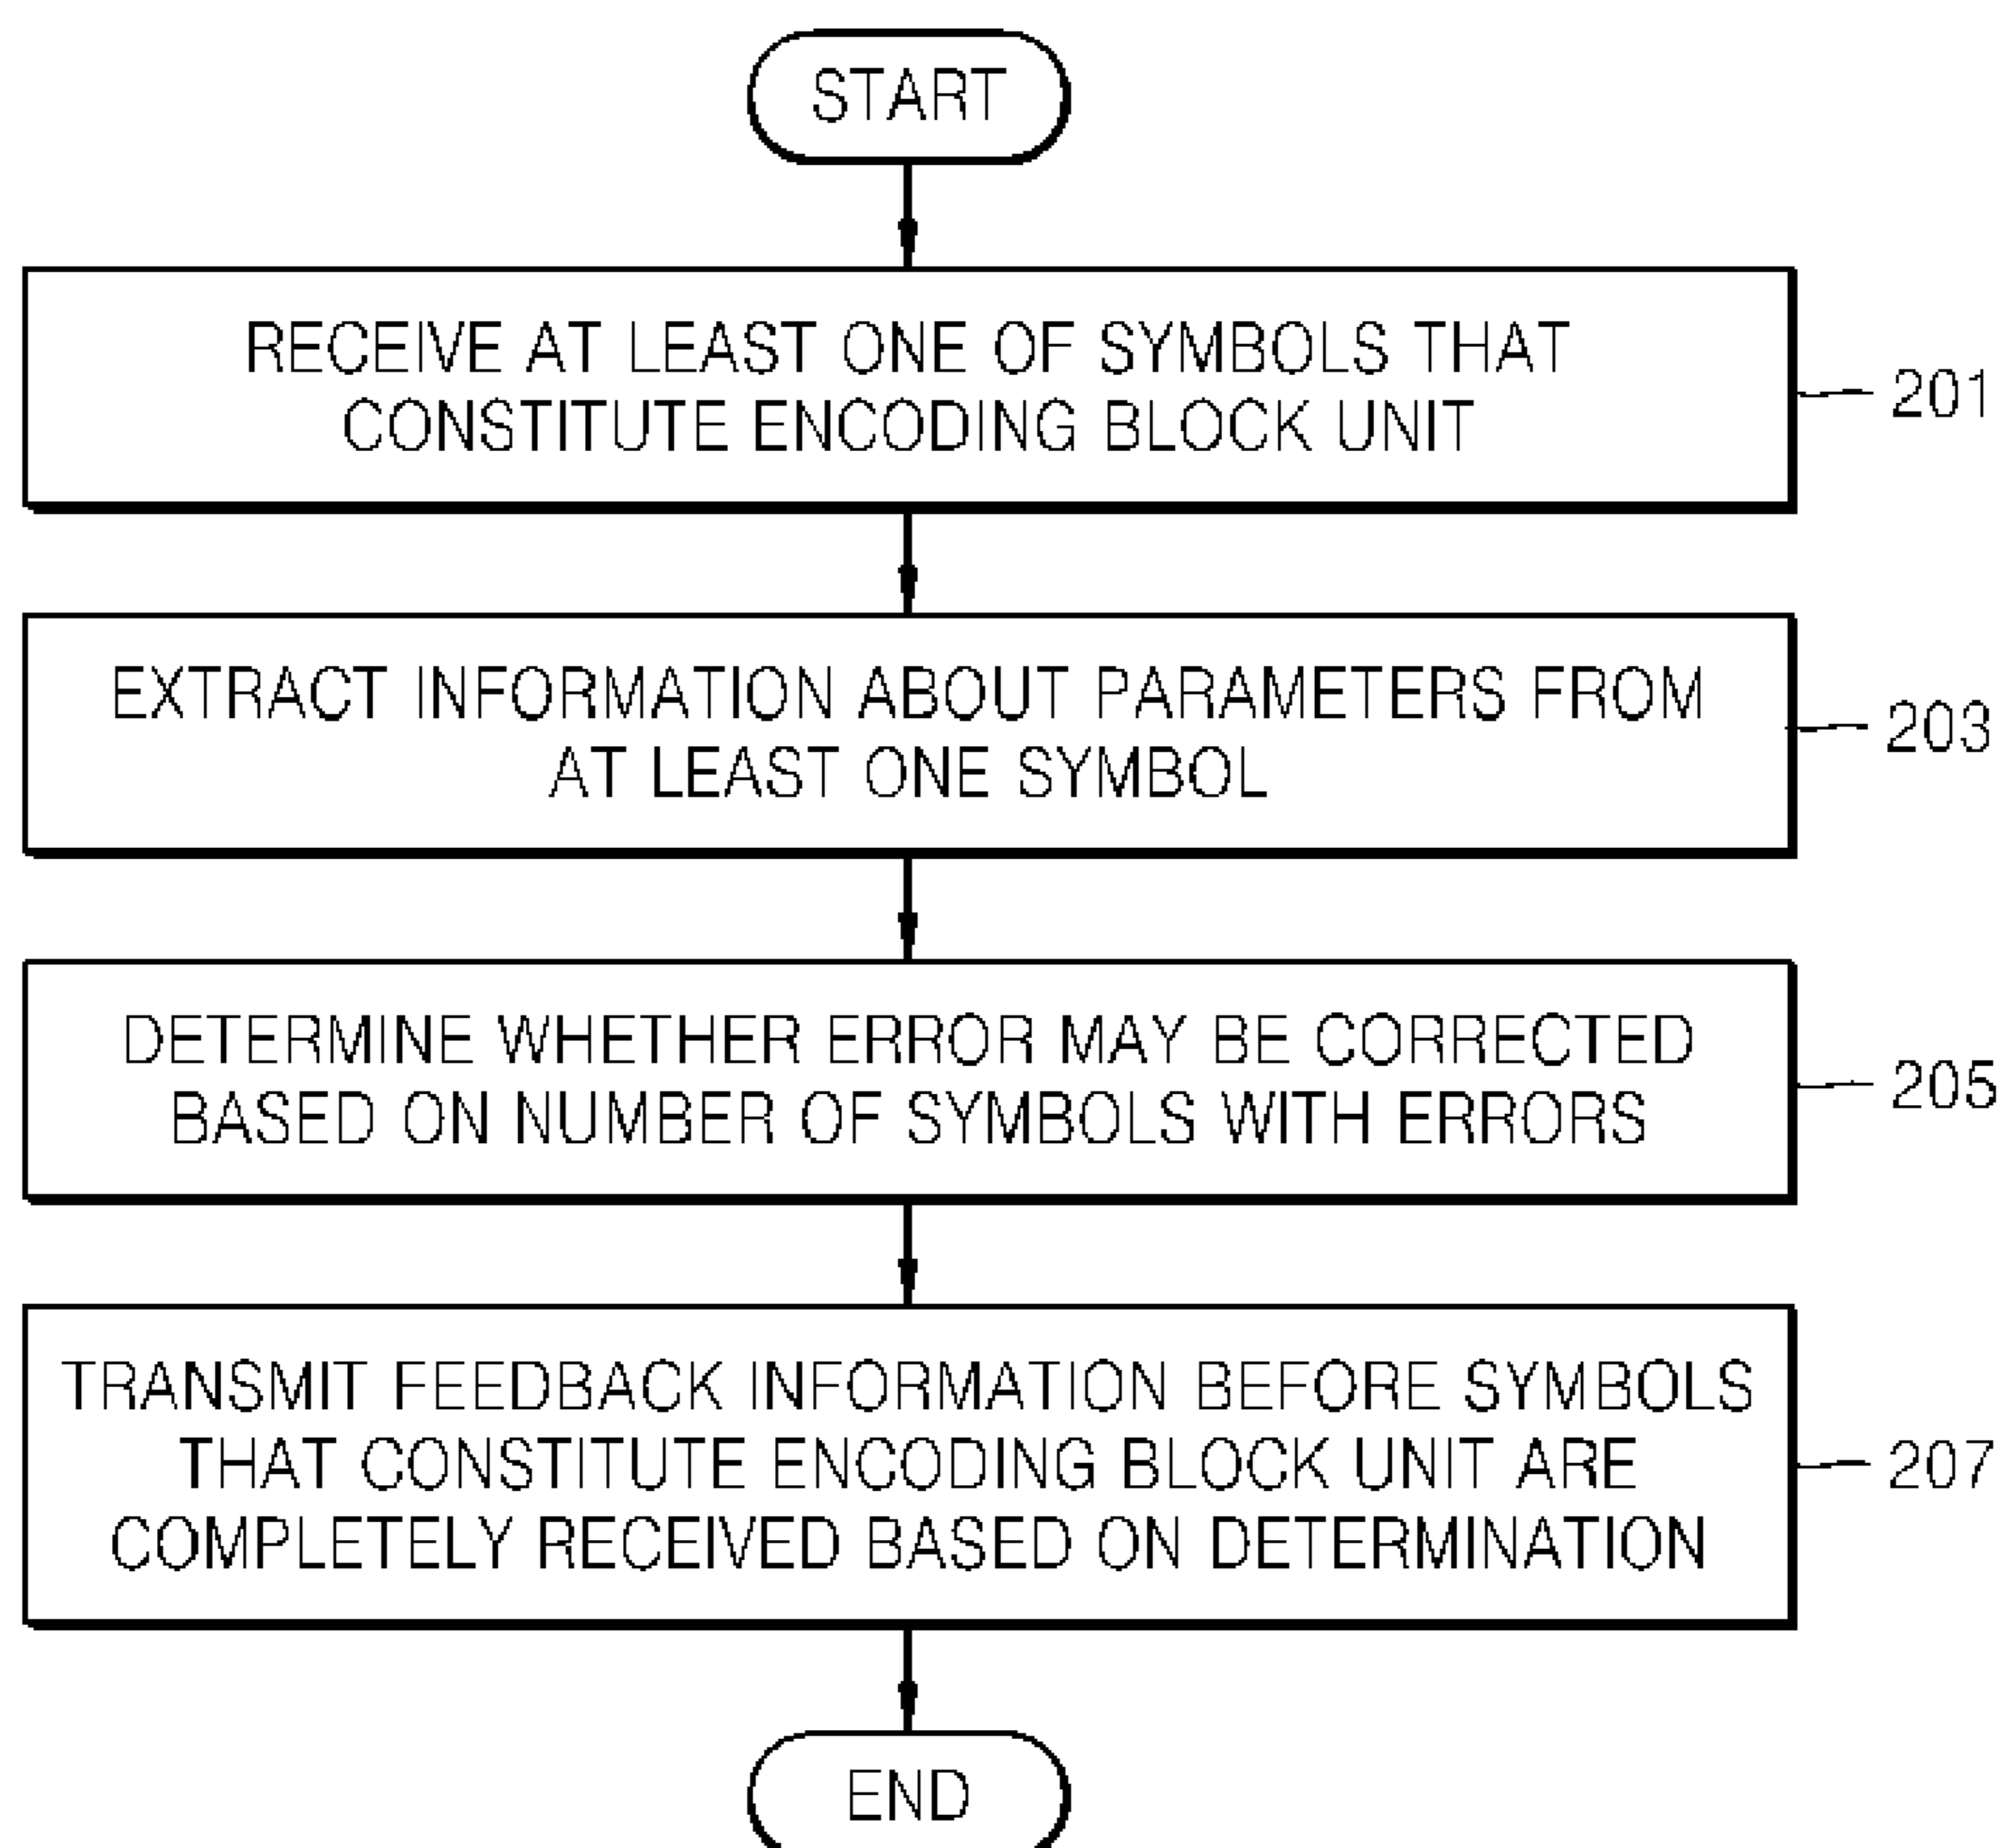 START
RECEIVE AT LEAST ONE OF SYMBOLS THAT
CONSTITUTE ENCODING BLOCK UNIT
201
EXTRACT INFORMATION ABOUT PARAMETERS FROM
AT LEAST ONE SYMBOL
203
DETERMINE WHETHER ERROR MAY BE CORRECTED
BASED ON NUMBER OF SYMBOLS WITH ERRORS
205
TRANSMIT FEEDBACK INFORMATION BEFORE SYMBOLS
THAT CONSTITUTE ENCODING BLOCK UNIT ARE
COMPLETELY RECEIVED BASED ON DETERMINATION
207
END